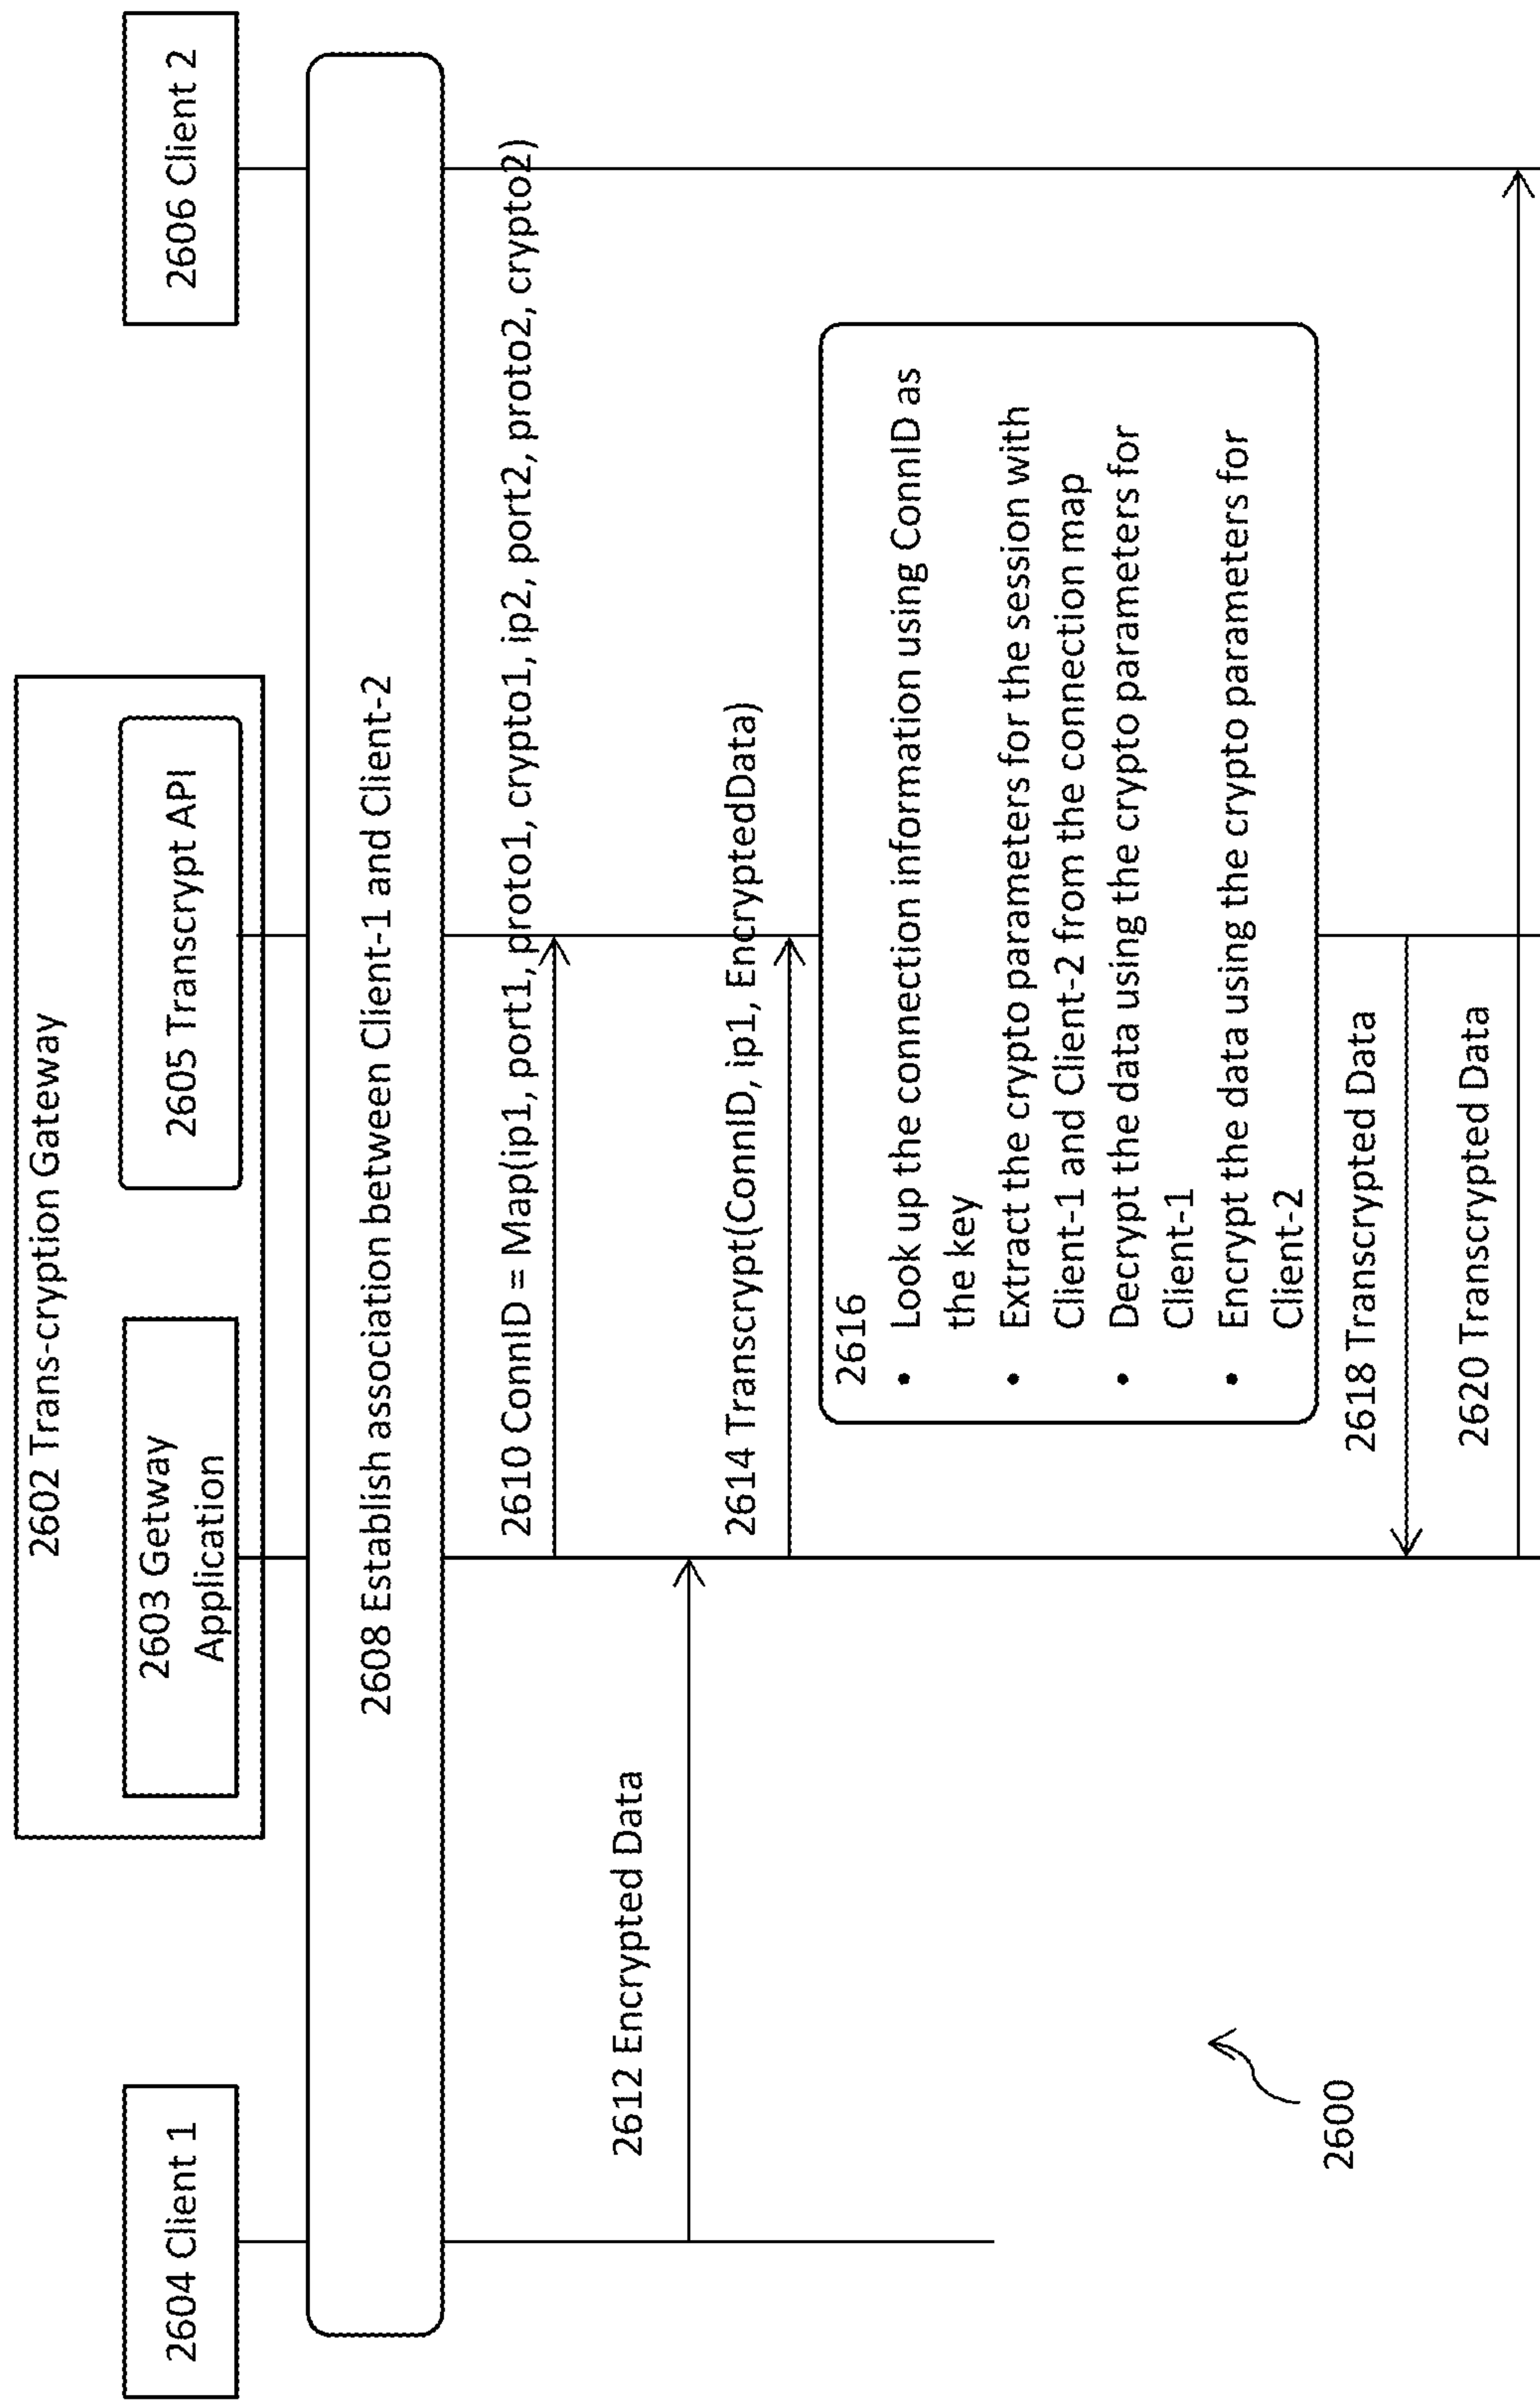 2602 Trans-cryption Gateway
2604 Client 1
2603 Getway
Application
2605 Transcrypt API
2606 Client 2
2608 Establish association between Client-1 and Client-2
2610 ConnID = Map(ip1, port1, proto1, crypto1, ip2, port2, proto2, crypto2)
2612 Encrypted Data
2614 Transcrypt(ConnID, ip1, EncryptedData)
2616
• Look up the connection information using ConnID as
the key
• Extract the crypto parameters for the session with
Client-1 and Client-2 from the connection map
• Decrypt the data using the crypto parameters for
Client-1
• Encrypt the data using the crypto parameters for
Client-2
2618 Transcrypted Data
2620 Transcrypted Data
2600